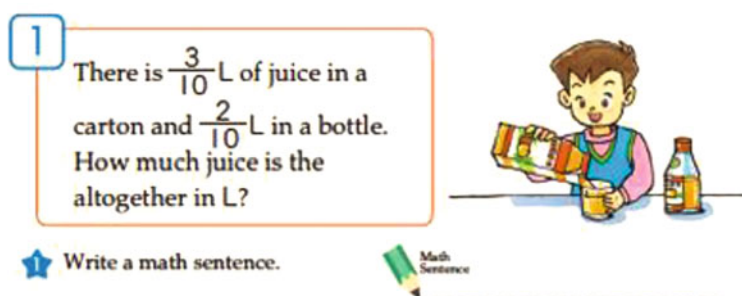 1
There is 3/10 L of juice in a
carton and 2/10 L in a bottle.
How much juice is the
altogether in L?
1 Write a math sentence.
Math
Sentence